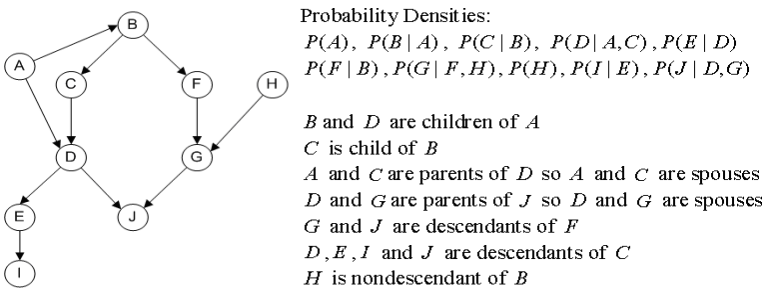 Probability Densities:
P(A), P(B | A), P(C | B), P(D | A,C) , P(E | D)
P(F | B) , P(G | F,H), P(H), P(I | E), P(J | D,G)
B and D are children of A
C is child of B
A and C are parents of D so A and C are spouses
D and G are parents of J so D and G are spouses
G and J are descendants of F
D , E , I and J are descendants of C
H is nondescendant of B
B
A
C
F
H
D
G
E
J
I